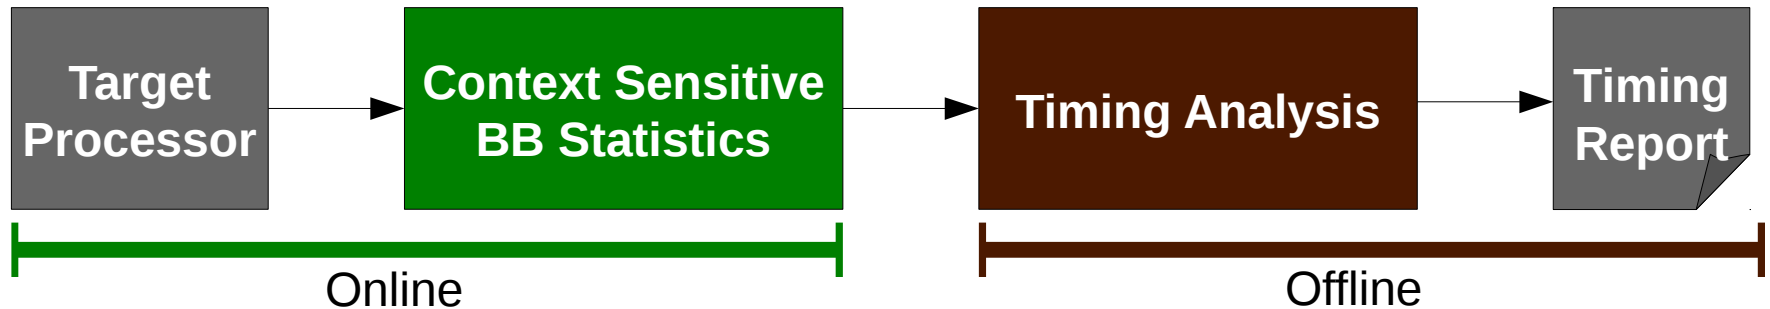 Target
Processor
Context Sensitive
BB Statistics
Timing Analysis
Timing
Report
Online
Offline